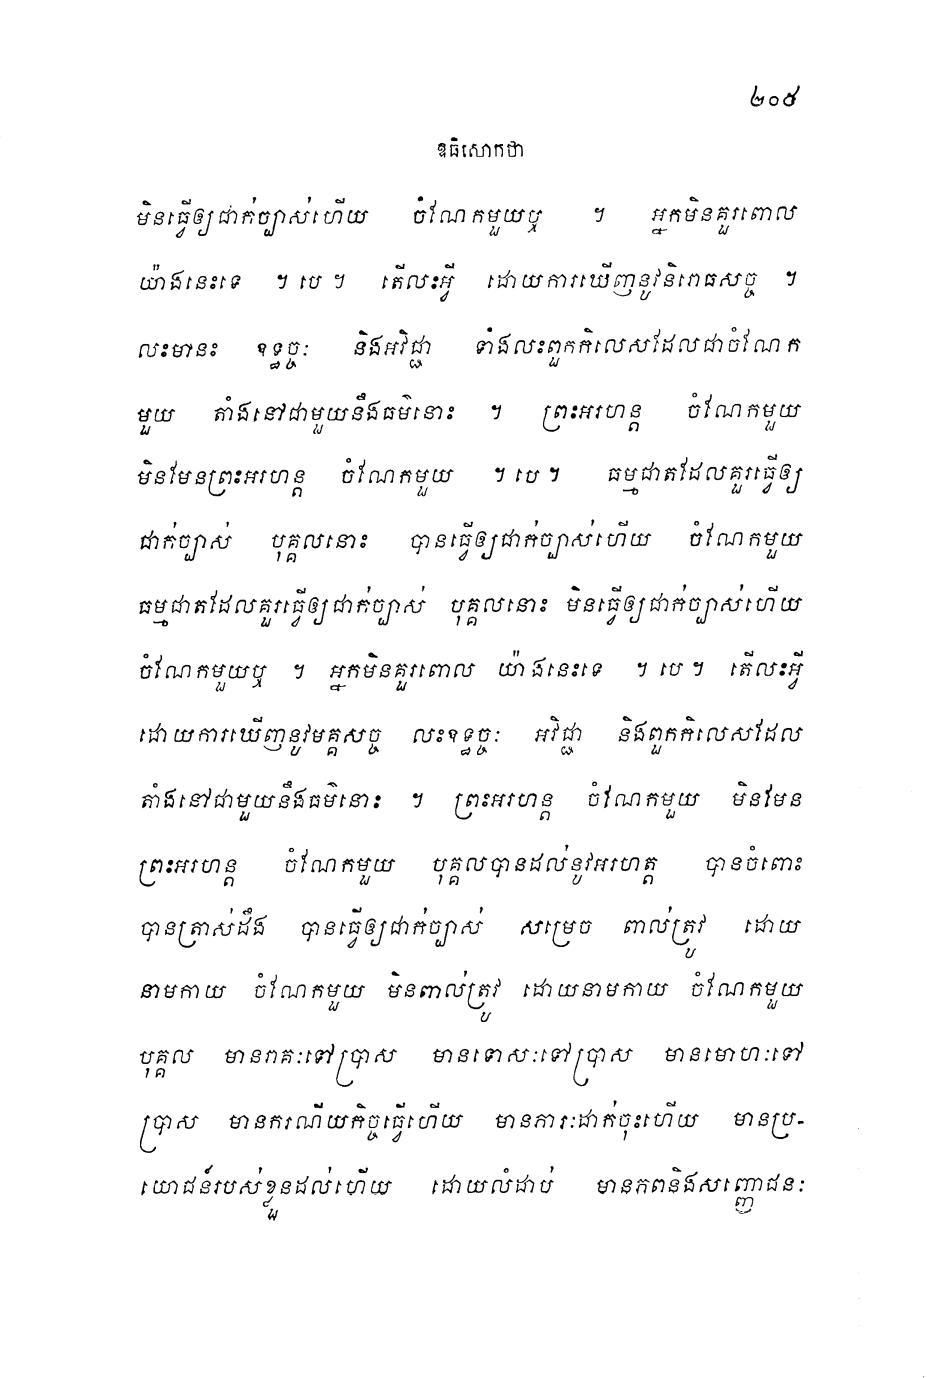 ២០៥
ឱធិសោកថា
មិនធ្វើឲ្យជាក់ច្បាស់ហើយ ចំណែកមួយឬ ។ អ្នកមិនគួរពោល
យ៉ាងនេះទេ ។ បេ ។ តើលះអ្វី ដោយការឃើញនូវនិរោធសច្ច ។
លះមានះ ឧទ្ធច្ចៈ និងអវិជ្ជា ទាំងលះពួកកិលេសដែលជាចំណែក
មួយ តាំងនៅជាមួយនឹងធម៌នោះ ។ ព្រះអរហន្ត ចំណែកមួយ
មិនមែនព្រះអរហន្ត ចំណែកមួយ ។ បេ ។ ធម្មជាតដែលគួរធ្វើឲ្យ
ជាក់ច្បាស់ បុគ្គលនោះ បានធ្វើឲ្យជាក់ច្បាស់ហើយ ចំណែកមួយ
ធម្មជាតដែលគួរធ្វើឲ្យជាក់ច្បាស់ បុគ្គលនោះ មិនធ្វើឲ្យជាក់ច្បាស់ហើយ
ចំណែកមួយឬ ។ អ្នកមិនគួរពោល យ៉ាងនេះទេ ។ បេ ។ តើលះអ្វី
ដោយការឃើញនូវមគ្គសច្ច លះឧទ្ធច្ចៈ អវិជ្ជា និងពួកកិលេសដែល
តាំងនៅជាមួយនឹងធម៌នោះ ។ ព្រះអរហន្ត ចំណែកមួយ មិនមែន
ព្រះអរហន្ត ចំណែកមួយ បុគ្គលបានដល់នូវអរហត្ត បានចំពោះ
បានត្រាស់ដឹង បានធ្វើឲ្យជាក់ច្បាស់ សម្រេច ពាល់ត្រូវ ដោយ
នាមកាយ ចំណែកមួយ មិនពាល់ត្រូវ ដោយនាមកាយ ចំណែកមួយ
បុគ្គល មានរាគៈទៅប្រាស មានទោសៈទៅប្រាស មានមោហៈទៅ
ប្រាស មានករណីយកិច្ចធ្វើហើយ មានភារៈដាក់ចុះហើយ មានប្រ-
យោជន៍របស់ខ្លួនដល់ហើយ ដោយលំដាប់ មានភពនិងសញ្ញោជនៈ